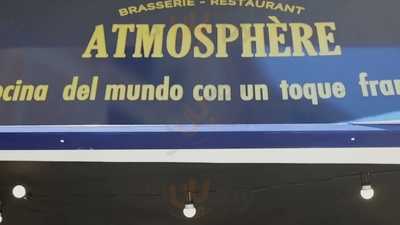 BRASSERIE - RESTAURANT
ATMOSPHÈRE
ocina del mundo con un toque fran